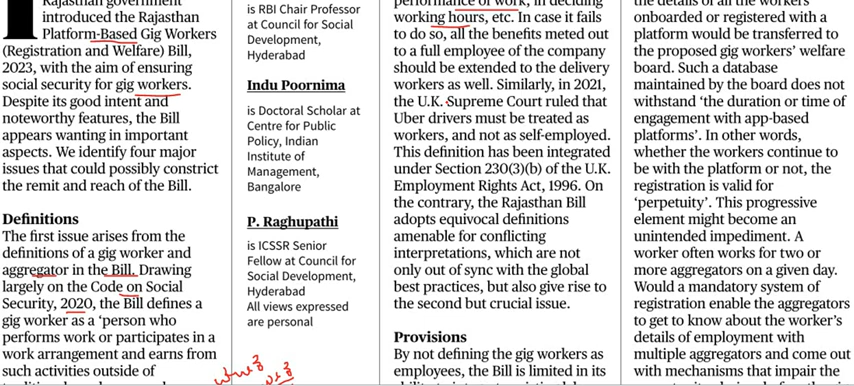 Rajasthan government
introduced the Rajasthan
Platform-Based Gig Workers
(Registration and Welfare) Bill,
2023, with the aim of ensuring
social security for gig workers.
Despite its good intent and
noteworthy features, the Bill
appears wanting in important
aspects. We identify four major
issues that could possibly constrict
the remit and reach of the Bill.
Definitions
The first issue arises from the
definitions of a gig worker and
aggregator in the Bill. Drawing
largely on the Code on Social
Security, 2020, the Bill defines a
gig worker as a ‘person who
performs work or participates in a
work arrangement and earns from
such activities outside of
is RBI Chair Professor
at Council for Social
Development,
Hyderabad
Indu Poornima
is Doctoral Scholar at
Centre for Public
Policy, Indian
Institute of
Management,
Bangalore
P. Raghupathi
is ICSSR Senior
Fellow at Council for
Social Development,
Hyderabad
All views expressed
are personal
performance of work, in deciding
working hours, etc. In case it fails
to do so, all the benefits meted out
to a full employee of the company
should be extended to the delivery
workers as well. Similarly, in 2021,
the U.K. Supreme Court ruled that
Uber drivers must be treated as
workers, and not as self-employed.
This definition has been integrated
under Section 230(3)(b) of the U.K.
Employment Rights Act, 1996. On
the contrary, the Rajasthan Bill
adopts equivocal definitions
amenable for conflicting
interpretations, which are not
only out of sync with the global
best practices, but also give rise to
the second but crucial issue.
Provisions
By not defining the gig workers as
employees, the Bill is limited in its
the details of all the workers
onboarded or registered with a
platform would be transferred to
the proposed gig workers’ welfare
board. Such a database
maintained by the board does not
withstand ‘the duration or time of
engagement with app-based
platforms’. In other words,
whether the workers continue to
be with the platform or not, the
registration is valid for
‘perpetuity’. This progressive
element might become an
unintended impediment. A
worker often works for two or
more aggregators on a given day.
Would a mandatory system of
registration enable the aggregators
to get to know about the worker’s
details of employment with
multiple aggregators and come out
with mechanisms that impair the